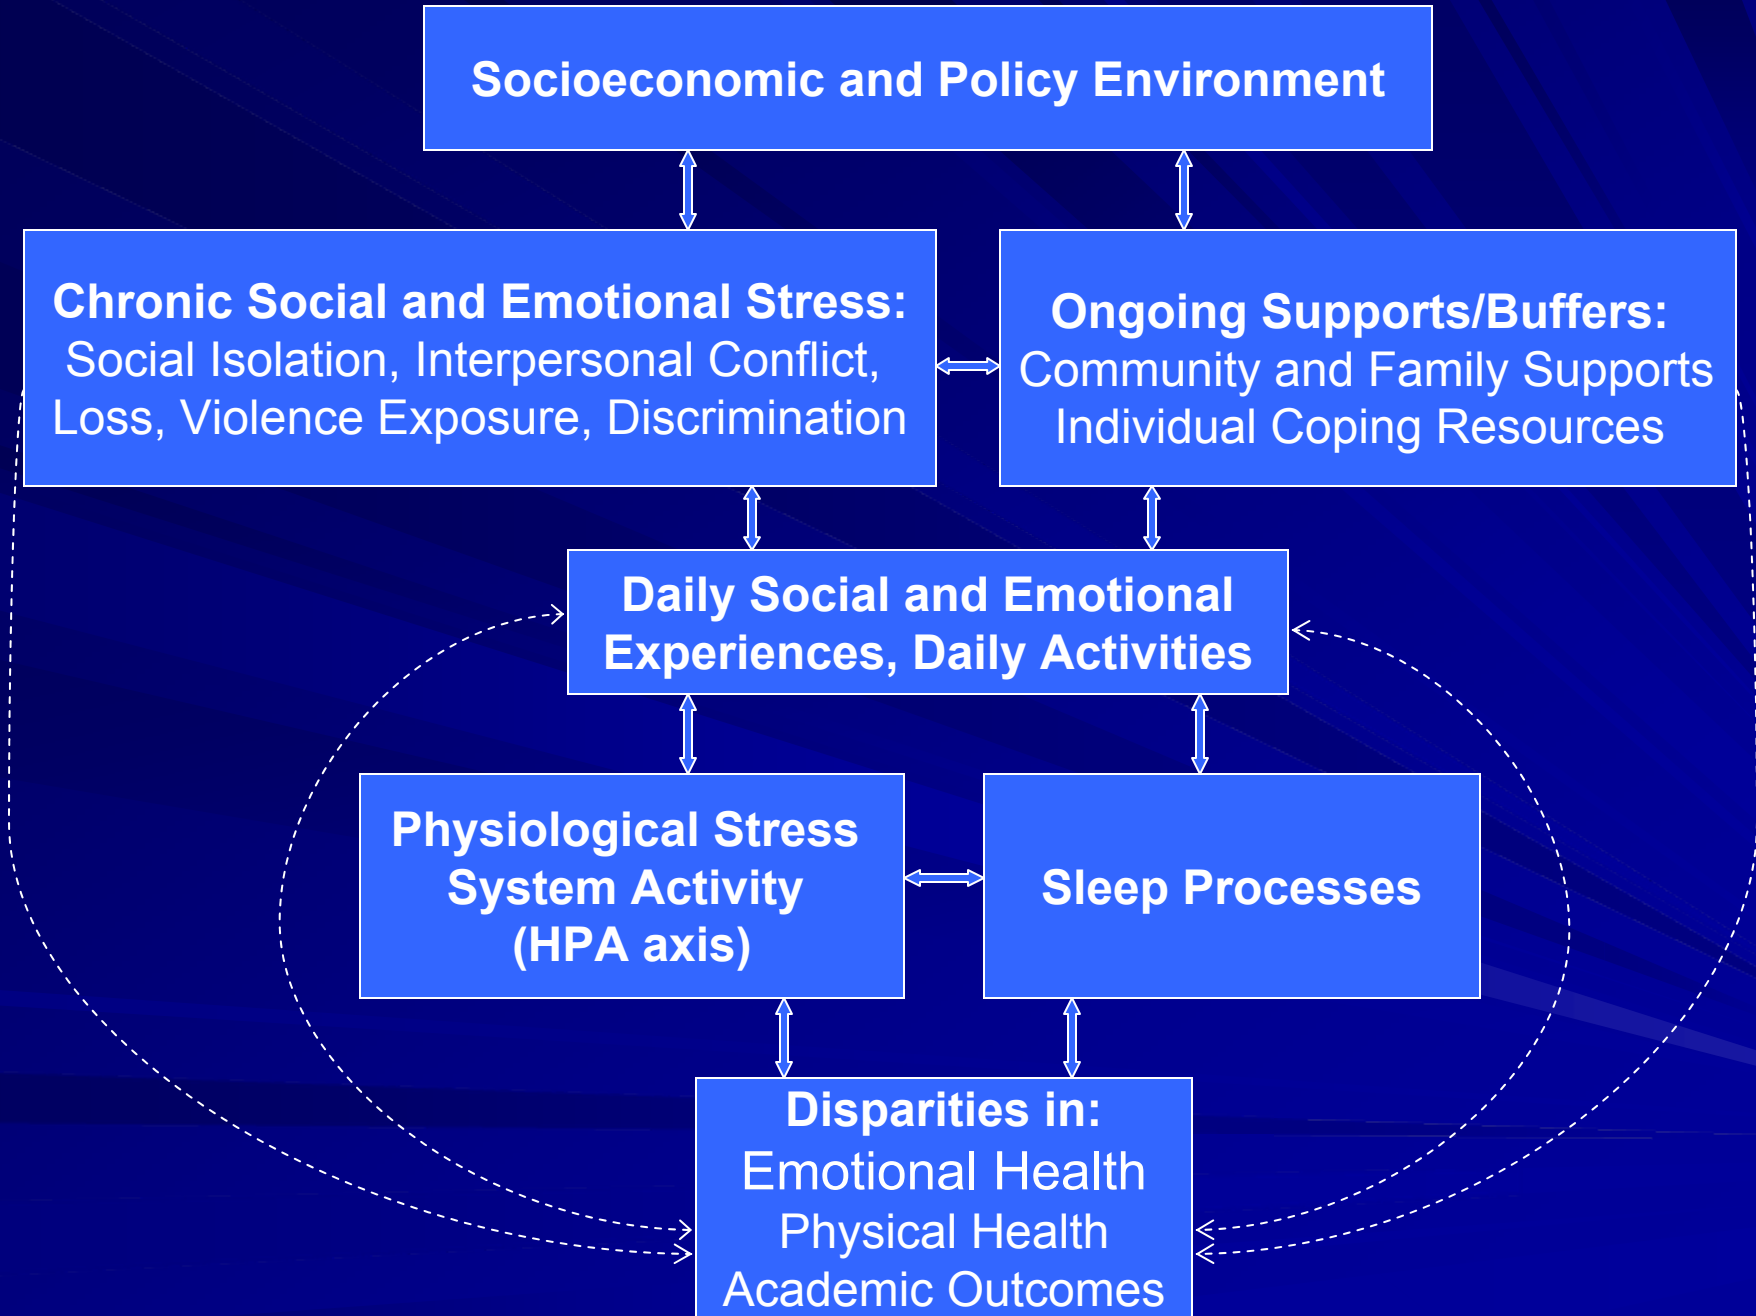 Socioeconomic and Policy Environment
Chronic Social and Emotional Stress:
Social Isolation, Interpersonal Conflict,
Loss, Violence Exposure, Discrimination
Ongoing Supports/Buffers:
Community and Family Supports
Individual Coping Resources
Daily Social and Emotional
Experiences, Daily Activities
Physiological Stress
System Activity
(HPA axis)
Sleep Processes
Disparities in:
Emotional Health
Physical Health
Academic Outcomes